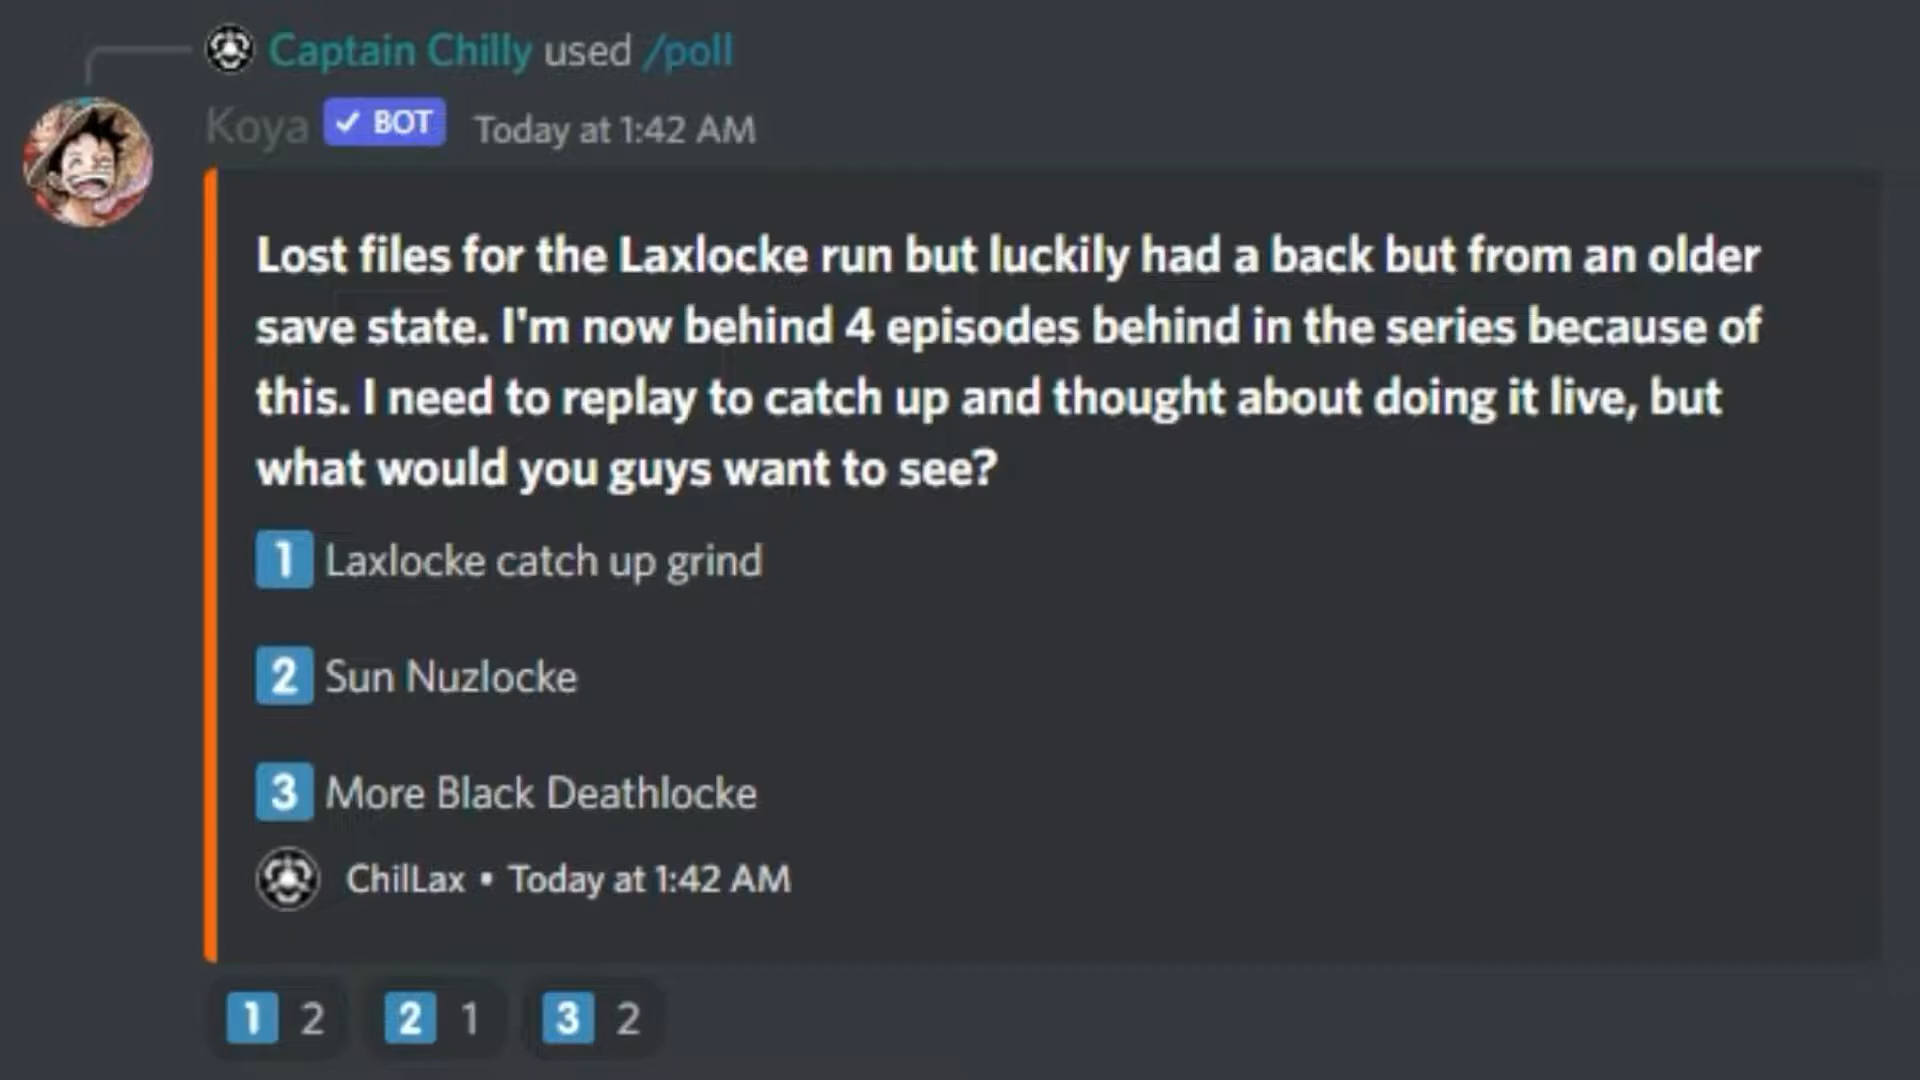 Captain Chilly used /poll
Koya ✓ BOT Today at 1:42 AM
Lost files for the Laxlocke run but luckily had a back but from an older
save state. I'm now behind 4 episodes behind in the series because of
this. I need to replay to catch up and thought about doing it live, but
what would you guys want to see?
1 Laxlocke catch up grind
2 Sun Nuzlocke
3 More Black Deathlocke
ChilLax • Today at 1:42 AM
1 2 2 1 3 2